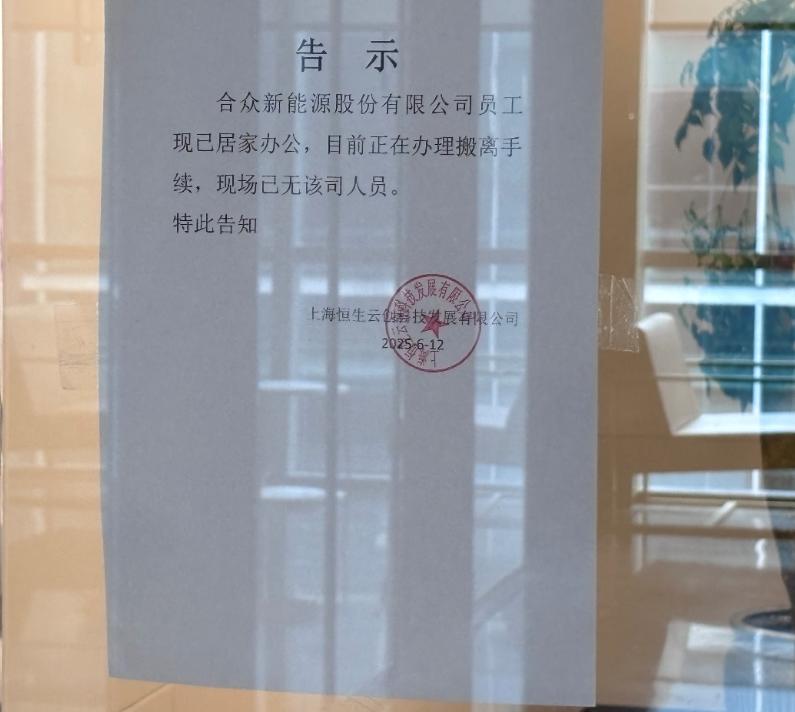 告 示
合众新能源股份有限公司员工
现已居家办公，目前正在办理搬离手
续，现场已无该司人员。
特此告知
上海恒生云创科技发展有限公司
2025-6-12